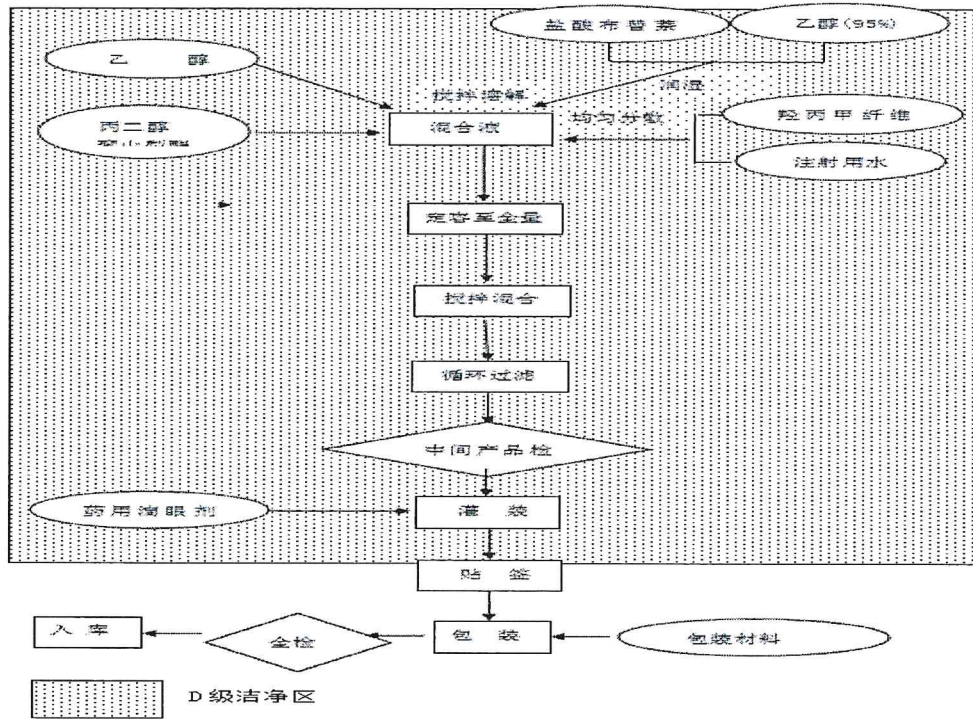 盐酸布替萘
乙醇(95%)
乙 醇
搅拌溶解
润湿
丙二醇
混合液
均匀分数
羟丙甲纤维
注射用水
定容至全量
搅拌混合
循环过滤
中间产品检
药用滴眼剂
灌 装
贴 签
入库
全检
包 装
包装材料
D级洁净区